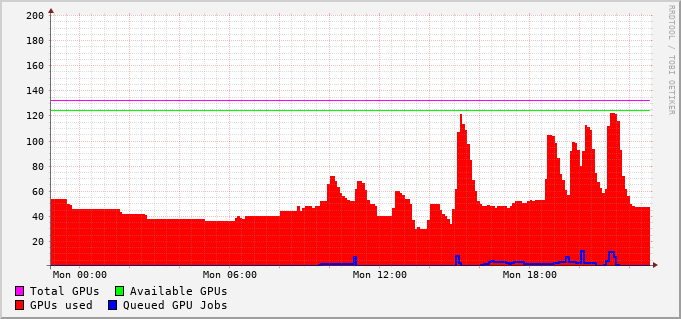 200
180
160
140
120
100
80
60
40
20
Mon 00:00 Mon 06:00 Mon 12:00 Mon 18:00
Total GPUs Available GPUs
GPUs used Queued GPU Jobs
RRDTOOL / TOBI OETIKER